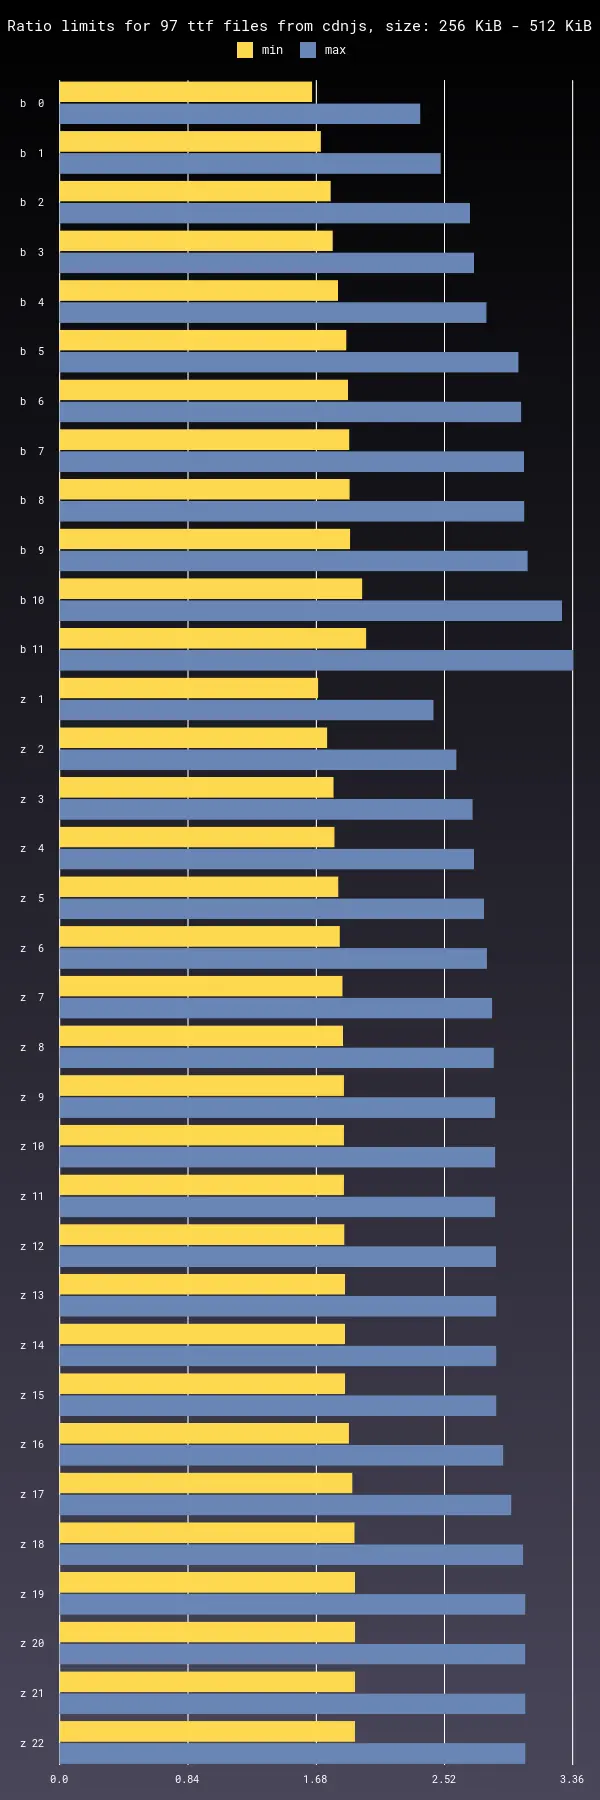 Ratio limits for 97 ttf files from cdnjs, size: 256 KiB - 512 KiB
min max
b 0
b 1
b 2
b 3
b 4
b 5
b 6
b 7
b 8
b 9
b 10
b 11
z 1
z 2
z 3
z 4
z 5
z 6
z 7
z 8
z 9
z 10
z 11
z 12
z 13
z 14
z 15
z 16
z 17
z 18
z 19
z 20
z 21
z 22
0.0 0.84 1.68 2.52 3.36